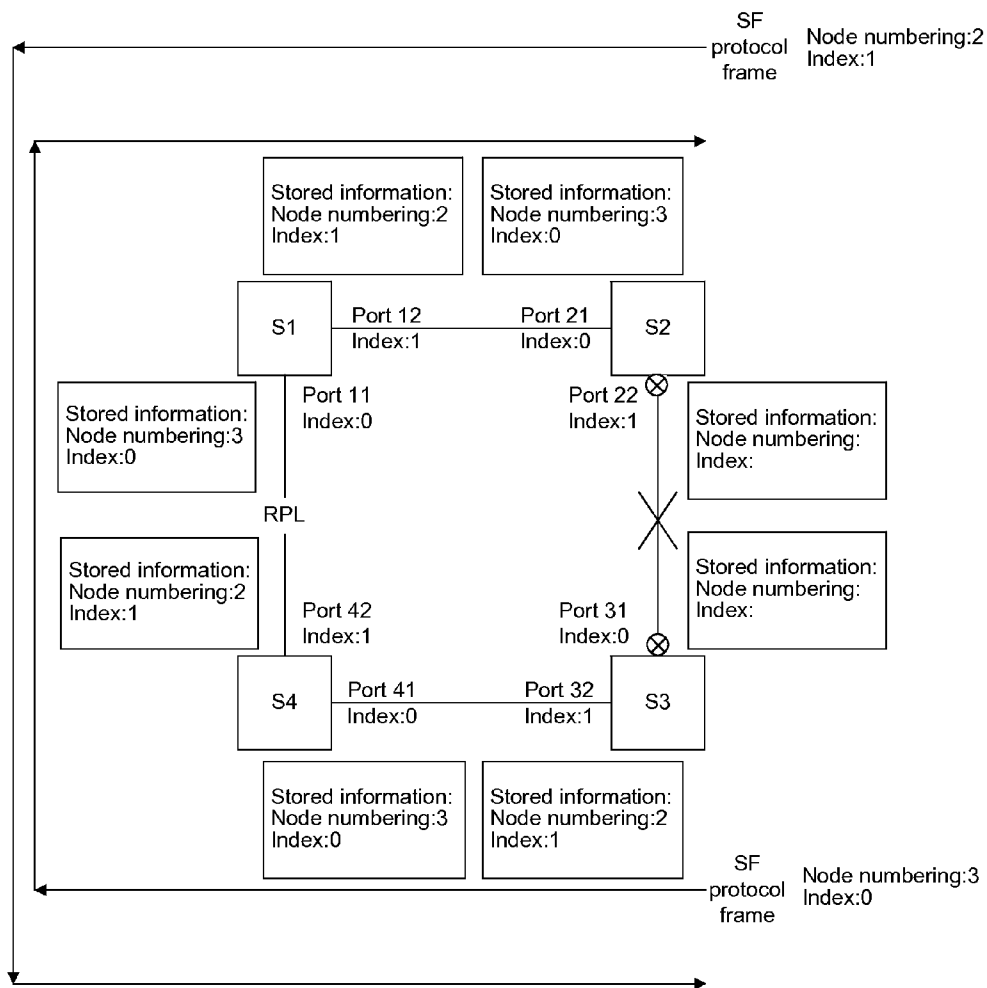 SF
protocol
frame
Node numbering:2
Index:1
Stored information:
Node numbering:2
Index:1
Stored information:
Node numbering:3
Index:0
S1
Port 12
Index:1
Port 21
Index:0
S2
Port 11
Index:0
Port 22
Index:1
Stored information:
Node numbering:3
Index:0
Stored information:
Node numbering:
Index:
RPL
Stored information:
Node numbering:2
Index:1
Stored information:
Node numbering:
Index:
Port 42
Index:1
Port 31
Index:0
S4
Port 41
Index:0
Port 32
Index:1
S3
Stored information:
Node numbering:3
Index:0
Stored information:
Node numbering:2
Index:1
SF
protocol
frame
Node numbering:3
Index:0